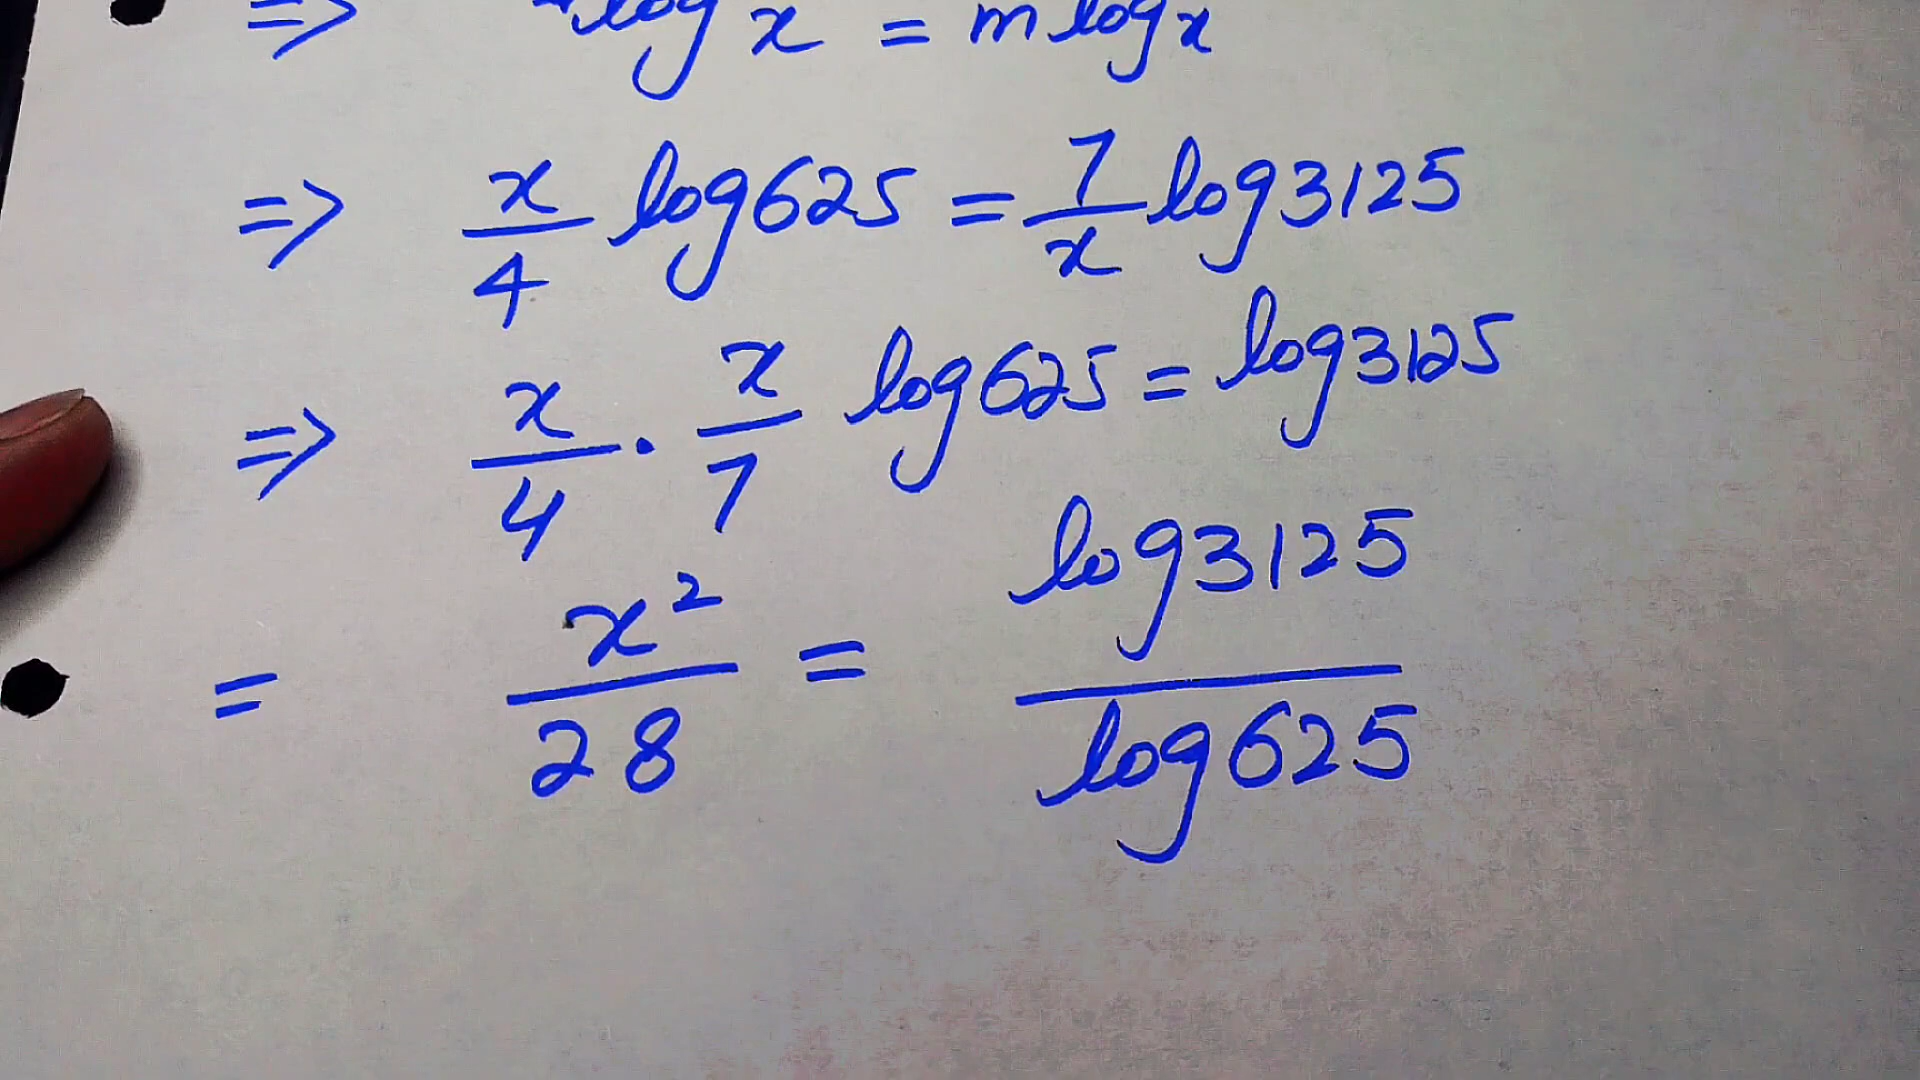 ⇒ log x = m log x
⇒ x/4 log625 = 7/x log3125
⇒ x/4 · x/7 log625 = log3125
= x²/28 = log3125/log625